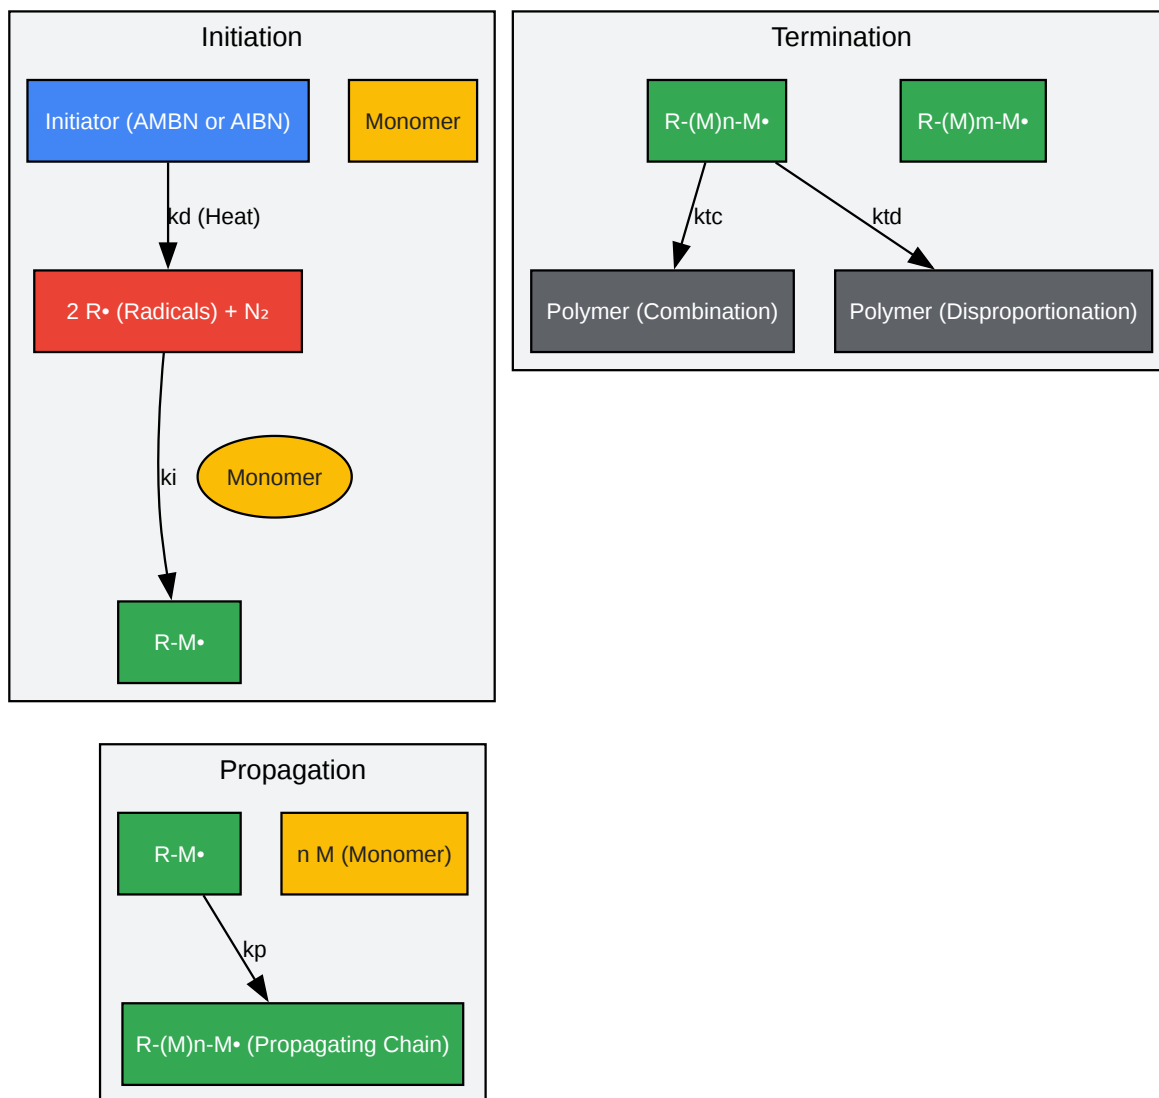 Initiation
Initiator (AMBN or AIBN)
Monomer
kd (Heat)
2 R• (Radicals) + N₂
ki
Monomer
R-M•
Termination
R-(M)n-M•
R-(M)m-M•
ktc
ktd
Polymer (Combination)
Polymer (Disproportionation)
Propagation
R-M•
n M (Monomer)
kp
R-(M)n-M• (Propagating Chain)